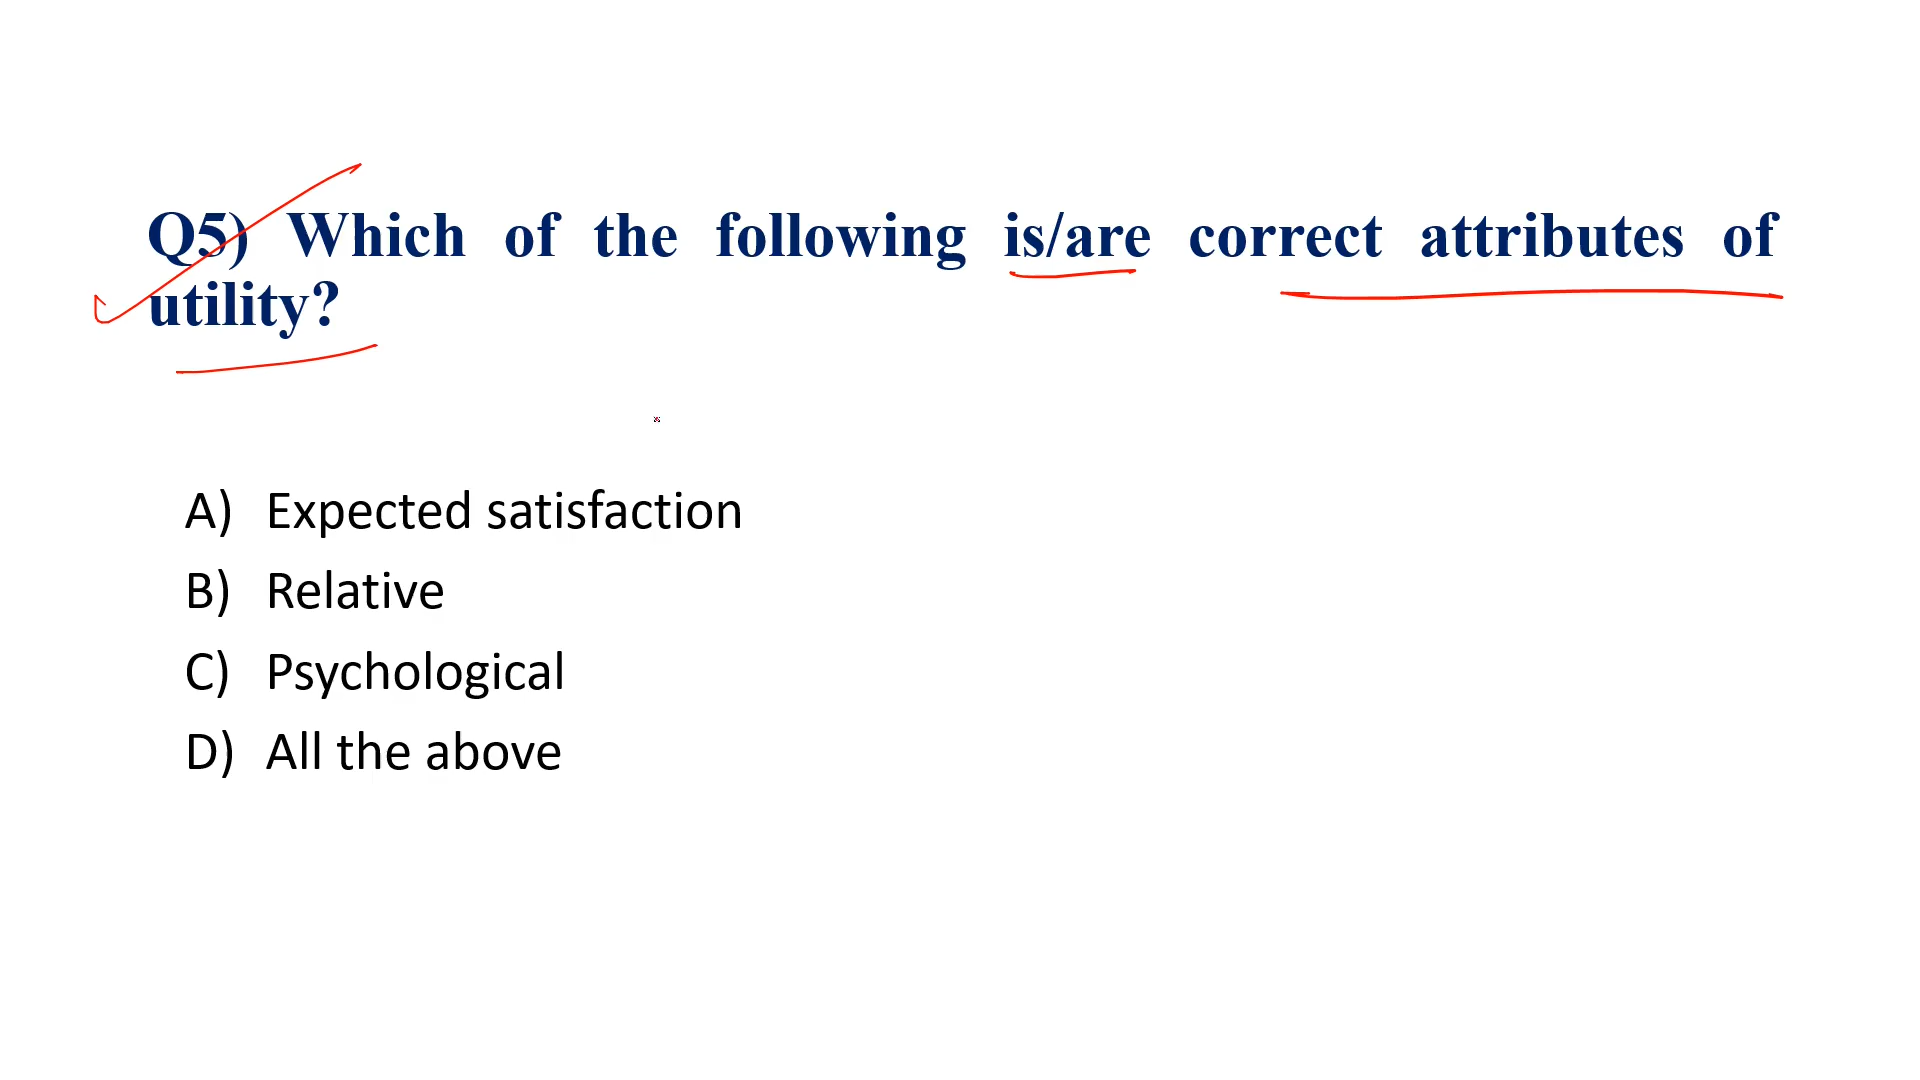 Q5) Which of the following is/are correct attributes of
utility?
A) Expected satisfaction
B) Relative
C) Psychological
D) All the above